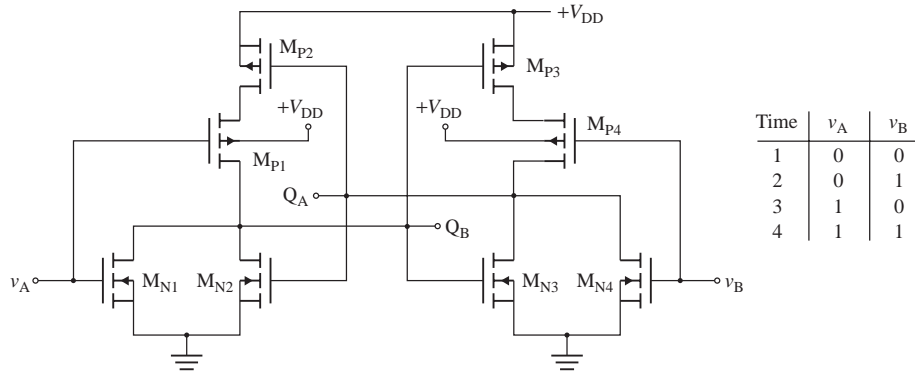 +V_DD
M_P2
M_P3
+V_DD
+V_DD
M_P4
M_P1
Q_A
Q_B
v_A
M_N1
M_N2
M_N3
M_N4
v_B
Time v_A v_B
1 0 0
2 0 1
3 1 0
4 1 1